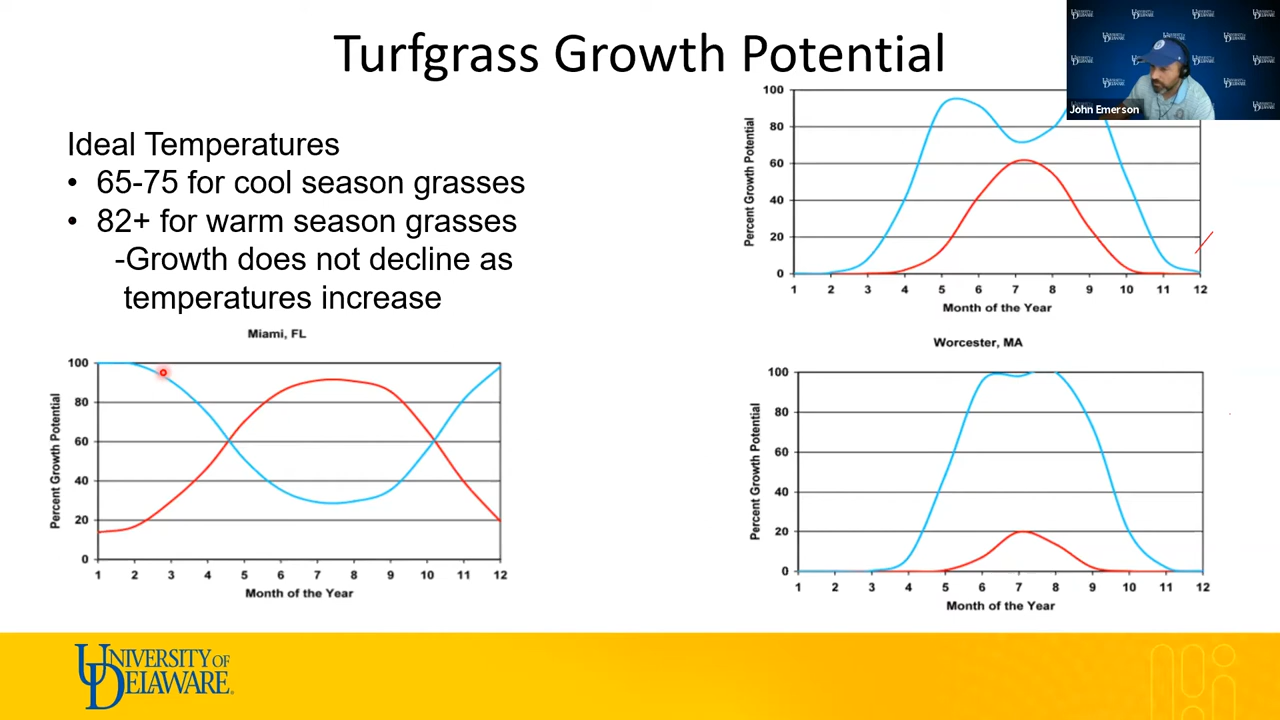 Turfgrass Growth Potential
Ideal Temperatures
• 65-75 for cool season grasses
• 82+ for warm season grasses
-Growth does not decline as
temperatures increase
Miami, FL
Percent Growth Potential
100
80
60
40
20
0
1 2 3 4 5 6 7 8 9 10 11 12
Month of the Year
Percent Growth Potential
100
80
60
40
20
0
1 2 3 4 5 6 7 8 9 10 11 12
Month of the Year
Worcester, MA
Percent Growth Potential
100
80
60
40
20
0
1 2 3 4 5 6 7 8 9 10 11 12
Month of the Year
John Emerson
UNIVERSITY OF
DELAWARE